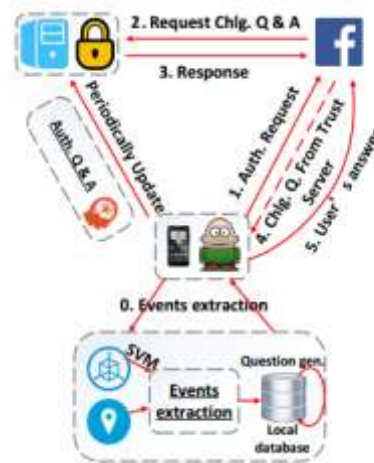 2. Request Chlg. Q & A
3. Response
Auth. Q & A
Periodically Update
1. Auth. Request
4. Chlg. Q. From Trust
Server
5. User's answer
0. Events extraction
SVM
Events
extraction
Question gen.
Local
database